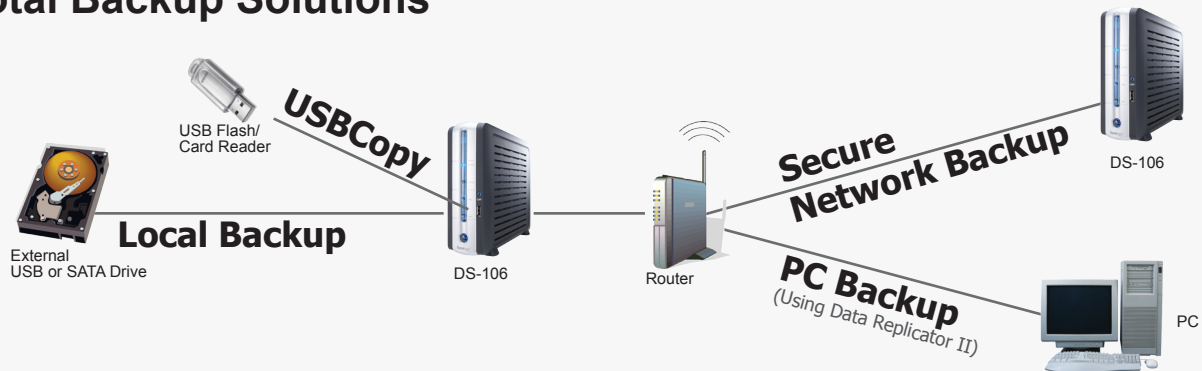 otal Backup Solutions
USB Flash/
Card Reader
USBCopy
External
USB or SATA Drive
Local Backup
DS-106
Router
Secure
Network Backup
DS-106
PC Backup
(Using Data Replicator II)
PC